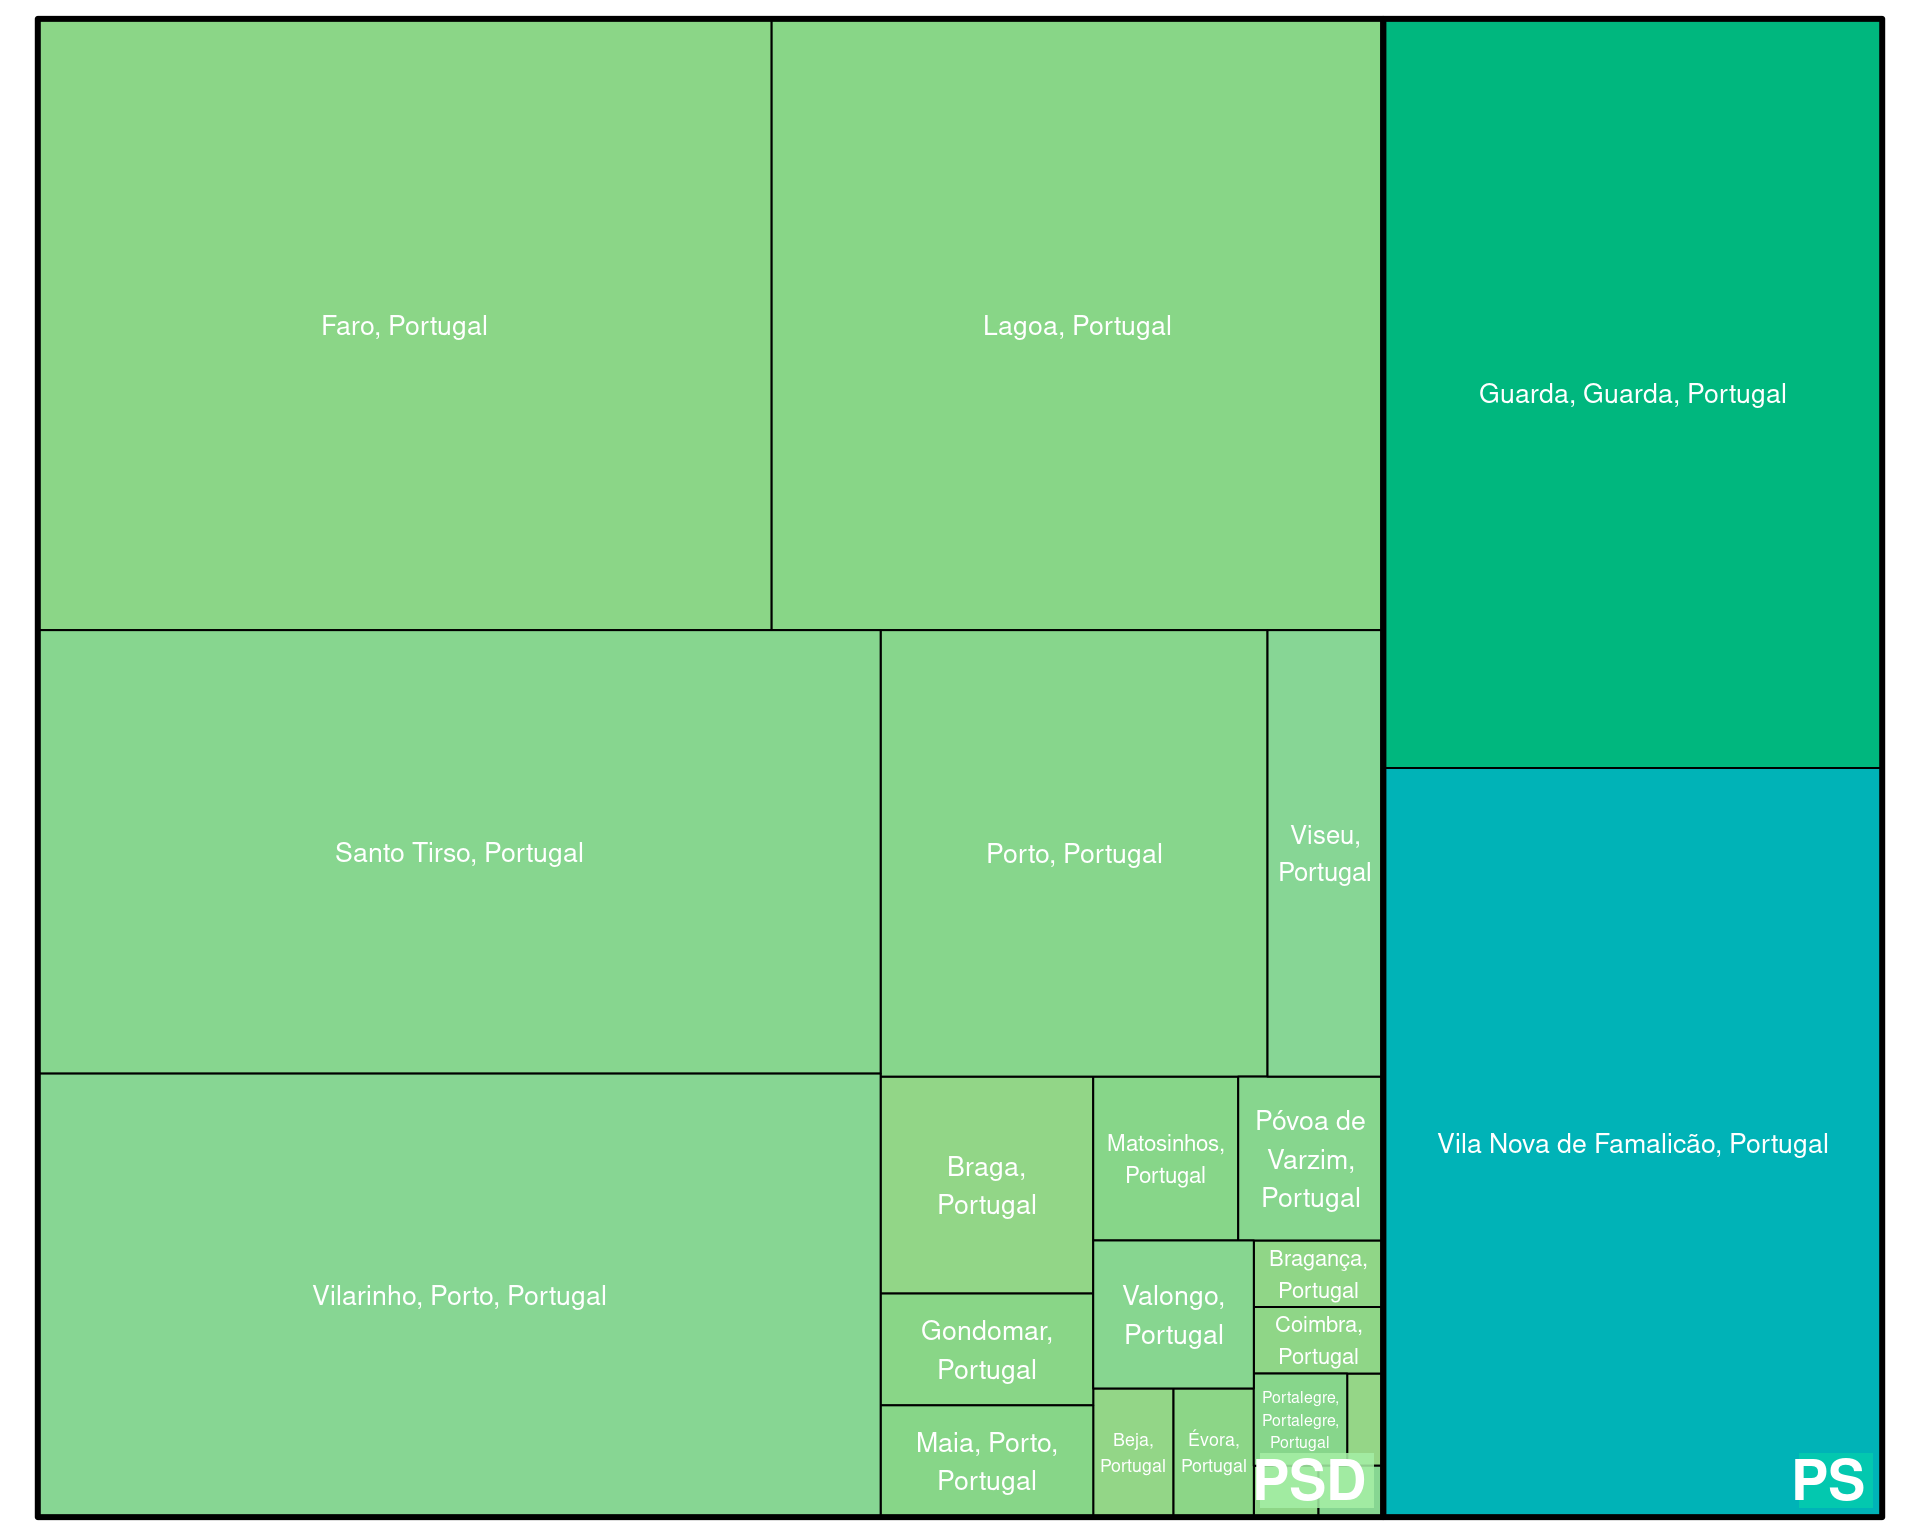 Faro, Portugal
Lagoa, Portugal
Guarda, Guarda, Portugal
Santo Tirso, Portugal
Porto, Portugal
Viseu,
Portugal
Vila Nova de Famalicão, Portugal
Vilarinho, Porto, Portugal
Braga,
Portugal
Matosinhos,
Portugal
Póvoa de
Varzim,
Portugal
Gondomar,
Portugal
Valongo,
Portugal
Bragança,
Portugal
Coimbra,
Portugal
Maia, Porto,
Portugal
Beja,
Portugal
Évora,
Portugal
Portalegre,
Portalegre,
Portugal
PSD
PS